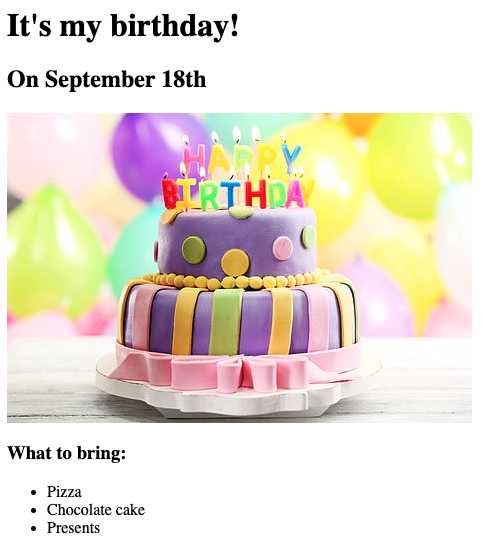 It's my birthday!
On September 18th
HAPPY
BIRTHDAY
What to bring:
Pizza
Chocolate cake
Presents